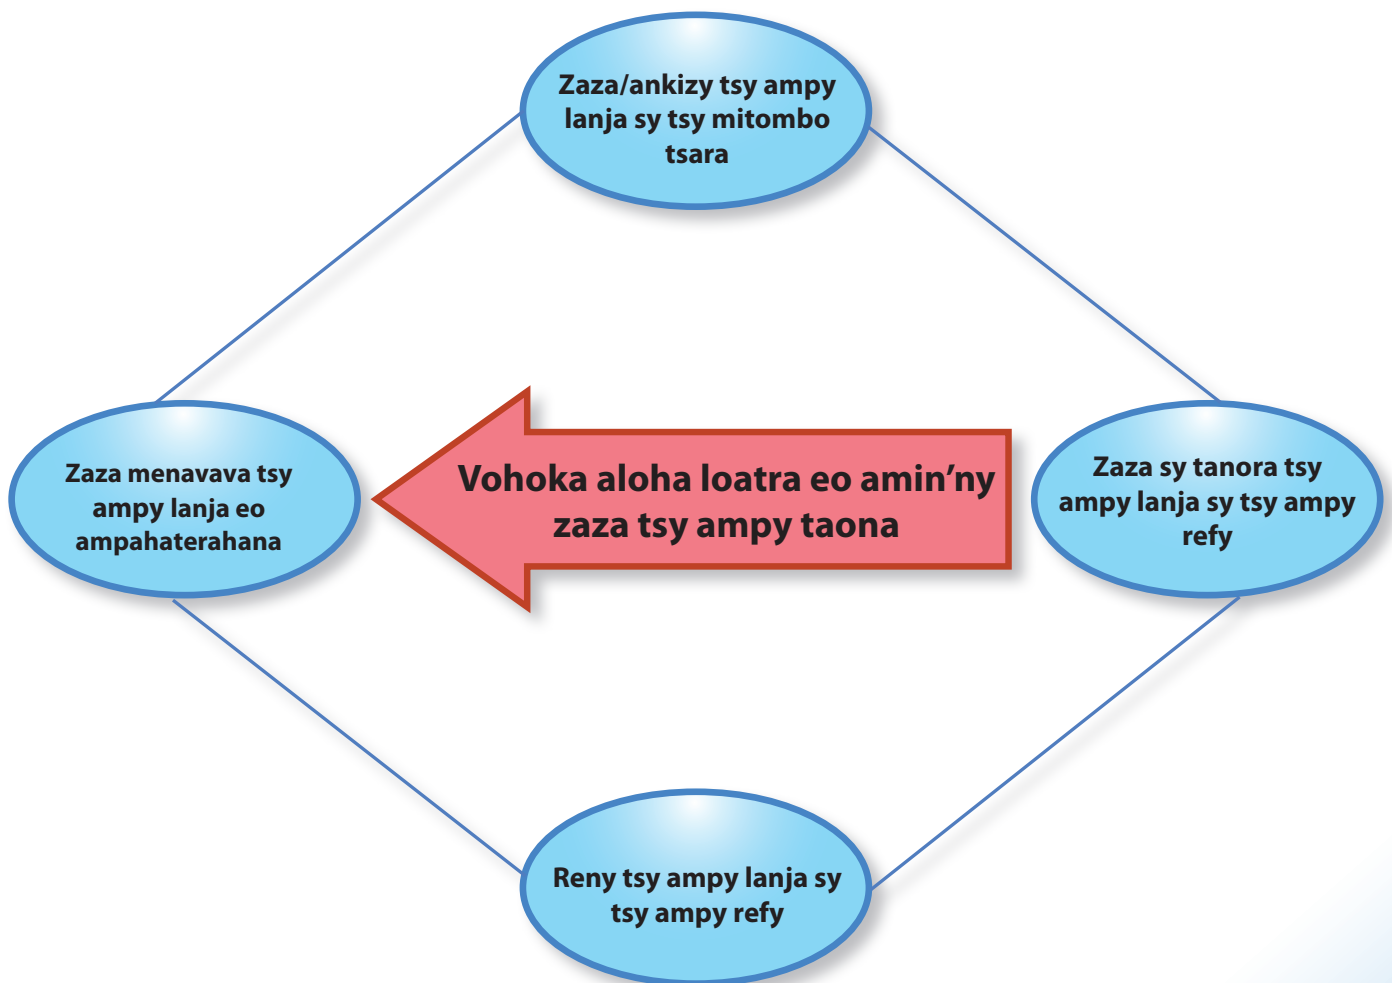 Zaza/ankizy tsy ampy
lanja sy tsy mitombo
tsara
Zaza menavava tsy
ampy lanja eo
ampahaterahana
Vohoka aloha loatra eo amin’ny
zaza tsy ampy taona
Zaza sy tanora tsy
ampy lanja sy tsy ampy
refy
Reny tsy ampy lanja sy
tsy ampy refy